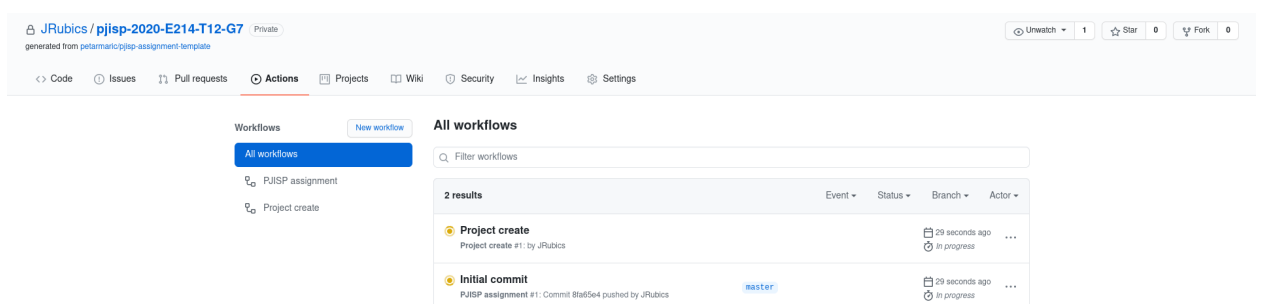 JRubics / pjisp-2020-E214-T12-G7 Private
Unwatch 1 Star 0 Fork 0
generated from petarmaric/pjisp-assignment-template
Code Issues Pull requests Actions Projects Wiki Security Insights Settings
Workflows New workflow
All workflows
PJISP assignment
Project create
All workflows
Filter workflows
2 results Event Status Branch Actor
Project create
Project create #1: by JRubics
29 seconds ago
In progress
Initial commit
PJISP assignment #1: Commit 8fa65e4 pushed by JRubics
master
29 seconds ago
In progress